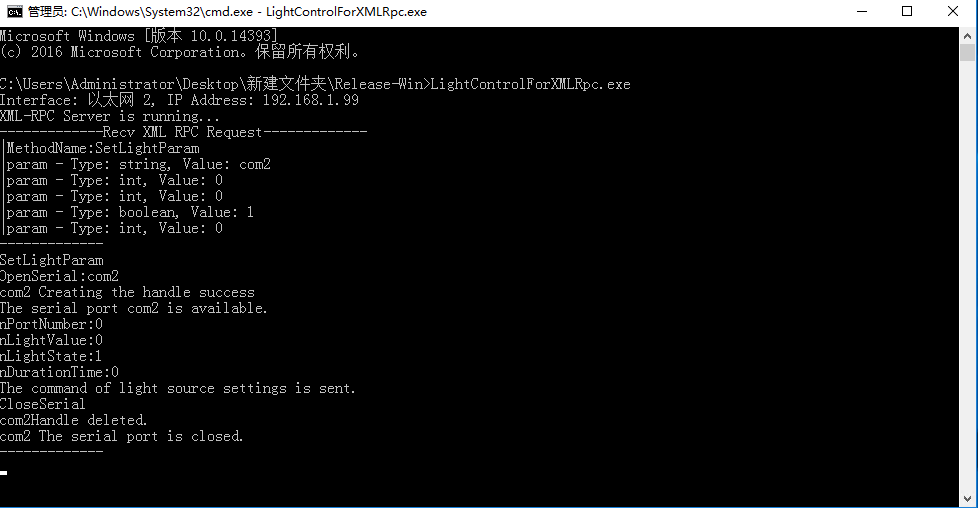 管理员: C:\Windows\System32\cmd.exe - LightControlForXMLRpc.exe
Microsoft Windows [版本 10.0.14393]
(c) 2016 Microsoft Corporation。保留所有权利。
C:\Users\Administrator\Desktop\新建文件夹\Release-Win>LightControlForXMLRpc.exe
Interface: 以太网 2, IP Address: 192.168.1.99
XML-RPC Server is running...
-------------Recv XML RPC Request-------------
|MethodName:SetLightParam
|param - Type: string, Value: com2
|param - Type: int, Value: 0
|param - Type: int, Value: 0
|param - Type: boolean, Value: 1
|param - Type: int, Value: 0
-------------
SetLightParam
OpenSerial:com2
com2 Creating the handle success
The serial port com2 is available.
nPortNumber:0
nLightValue:0
nLightState:1
nDurationTime:0
The command of light source settings is sent.
CloseSerial
com2Handle deleted.
com2 The serial port is closed.
-------------